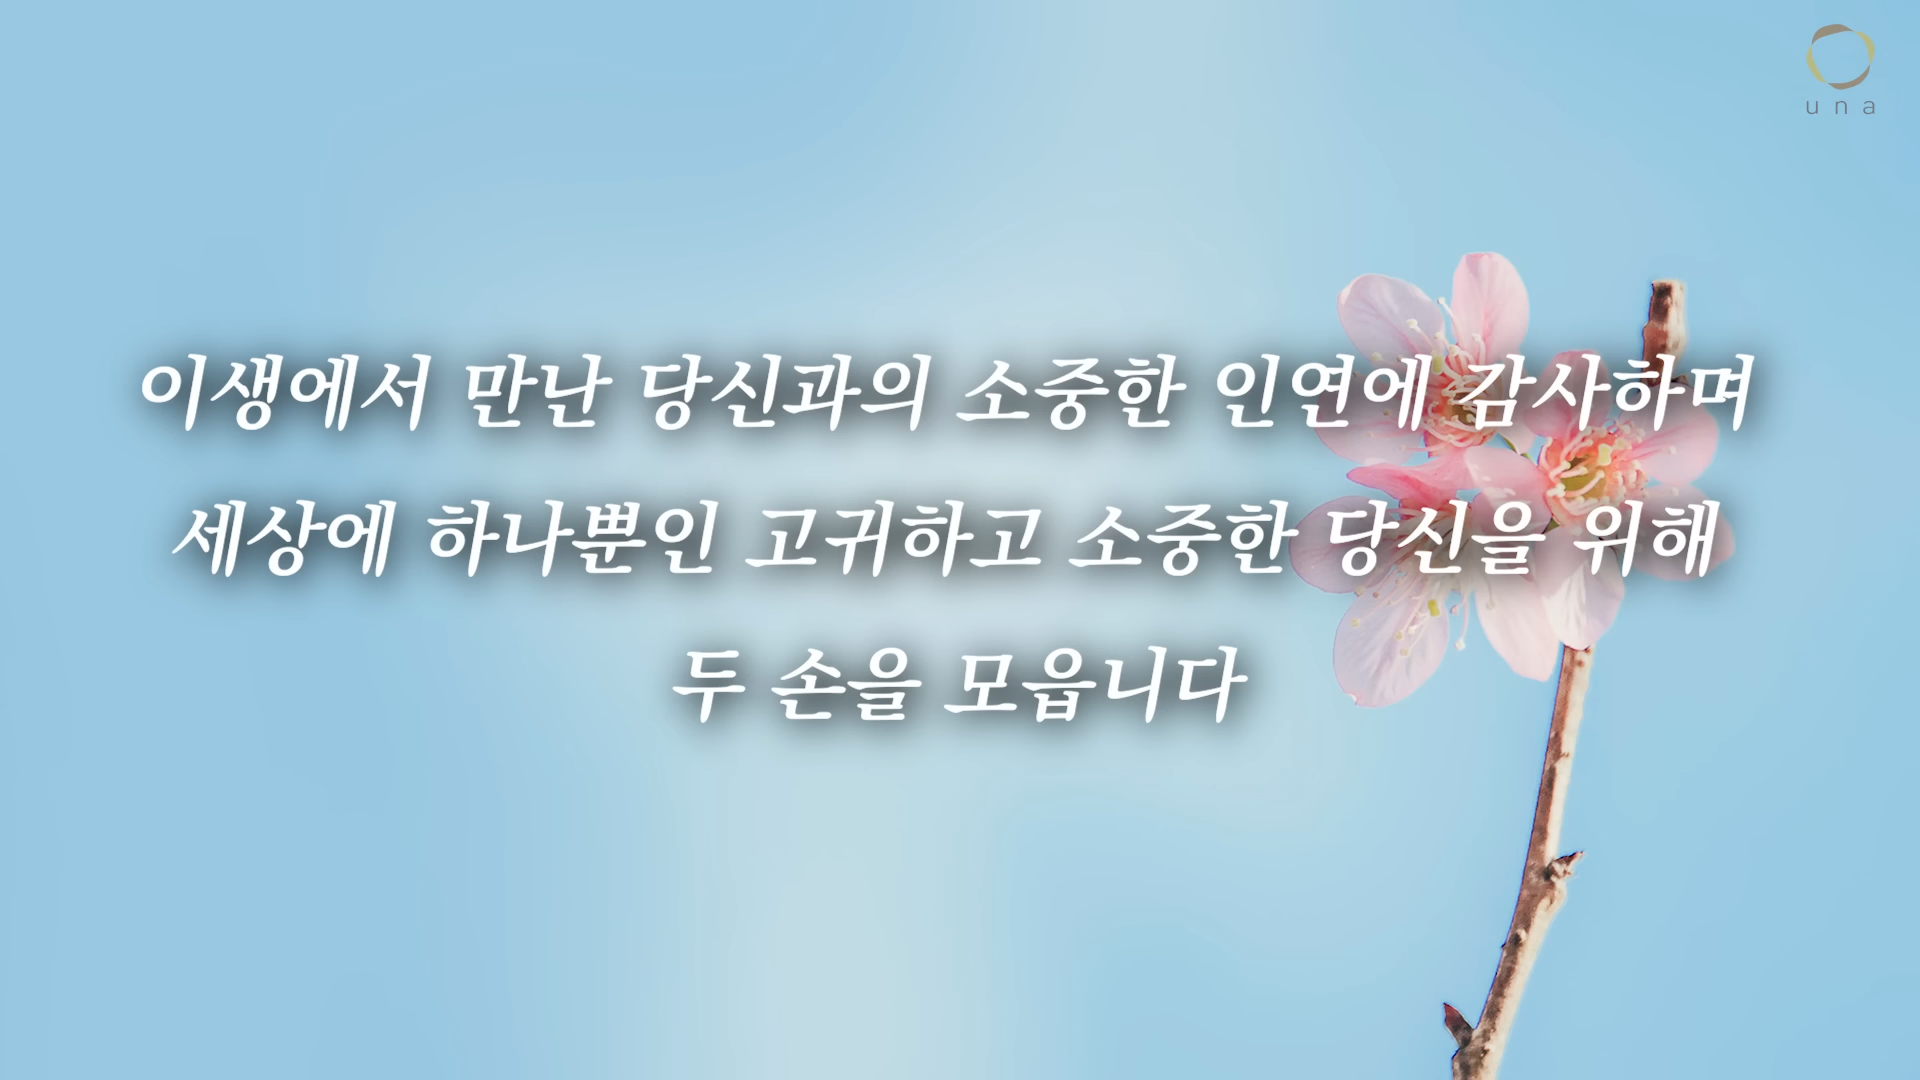 una
이생에서 만난 당신과의 소중한 인연에 감사하며
세상에 하나뿐인 고귀하고 소중한 당신을 위해
두 손을 모읍니다